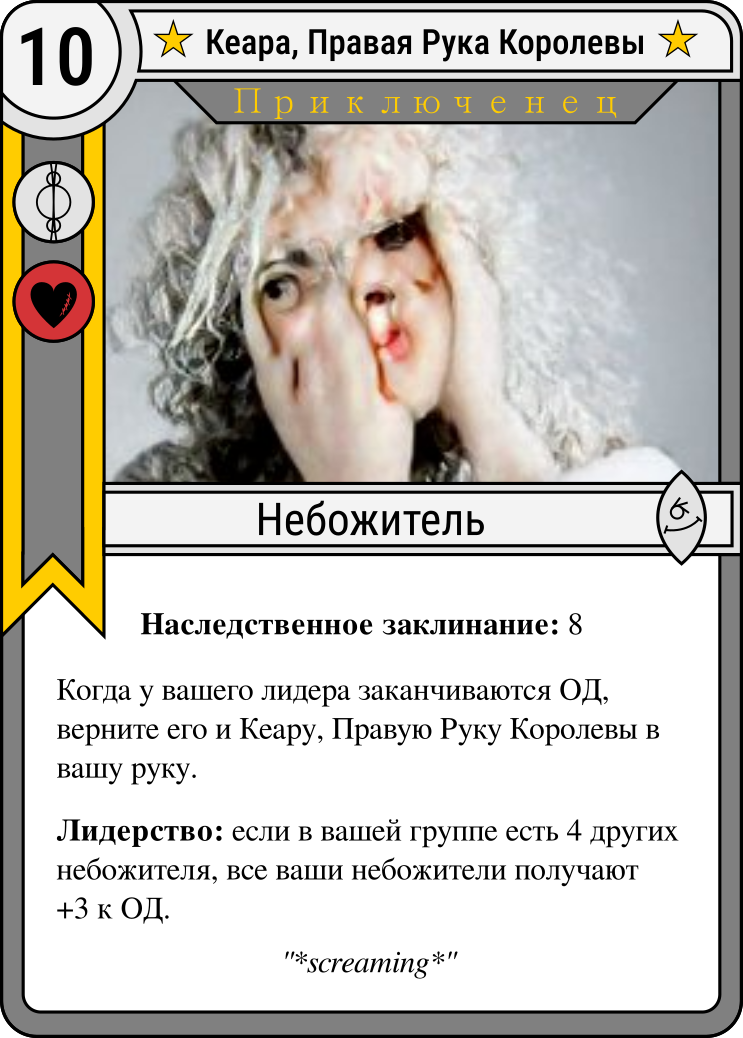 10
Кеара, Правая Рука Королевы
Приключенец
Небожитель
Наследственное заклинание: 8
Когда у вашего лидера заканчиваются ОД,
верните его и Кеару, Правую Руку Королевы в
вашу руку.
Лидерство: если в вашей группе есть 4 других
небожителя, все ваши небожители получают
+3 к ОД.
"*screaming*"